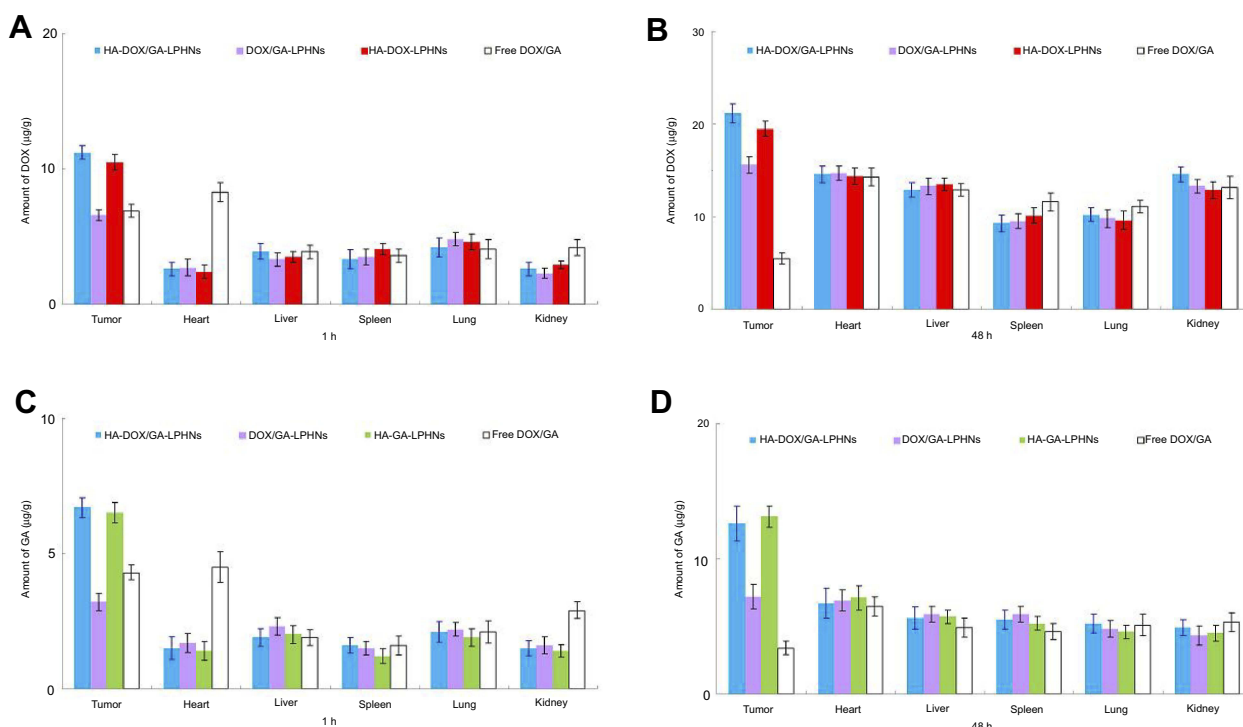 A
20
HA-DOX/GA-LPHNs DOX/GA-LPHNs HA-DOX-LPHNs Free DOX/GA
Amount of DOX (µg/g)
10
0
Tumor Heart Liver Spleen Lung Kidney
1 h
B
30
HA-DOX/GA-LPHNs DOX/GA-LPHNs HA-DOX-LPHNs Free DOX/GA
Amount of DOX (µg/g)
20
10
0
Tumor Heart Liver Spleen Lung Kidney
48 h
C
10
HA-DOX/GA-LPHNs DOX/GA-LPHNs HA-GA-LPHNs Free DOX/GA
Amount of GA (µg/g)
5
0
Tumor Heart Liver Spleen Lung Kidney
1 h
D
20
HA-DOX/GA-LPHNs DOX/GA-LPHNs HA-GA-LPHNs Free DOX/GA
Amount of GA (µg/g)
10
0
Tumor Heart Liver Spleen Lung Kidney
48 h